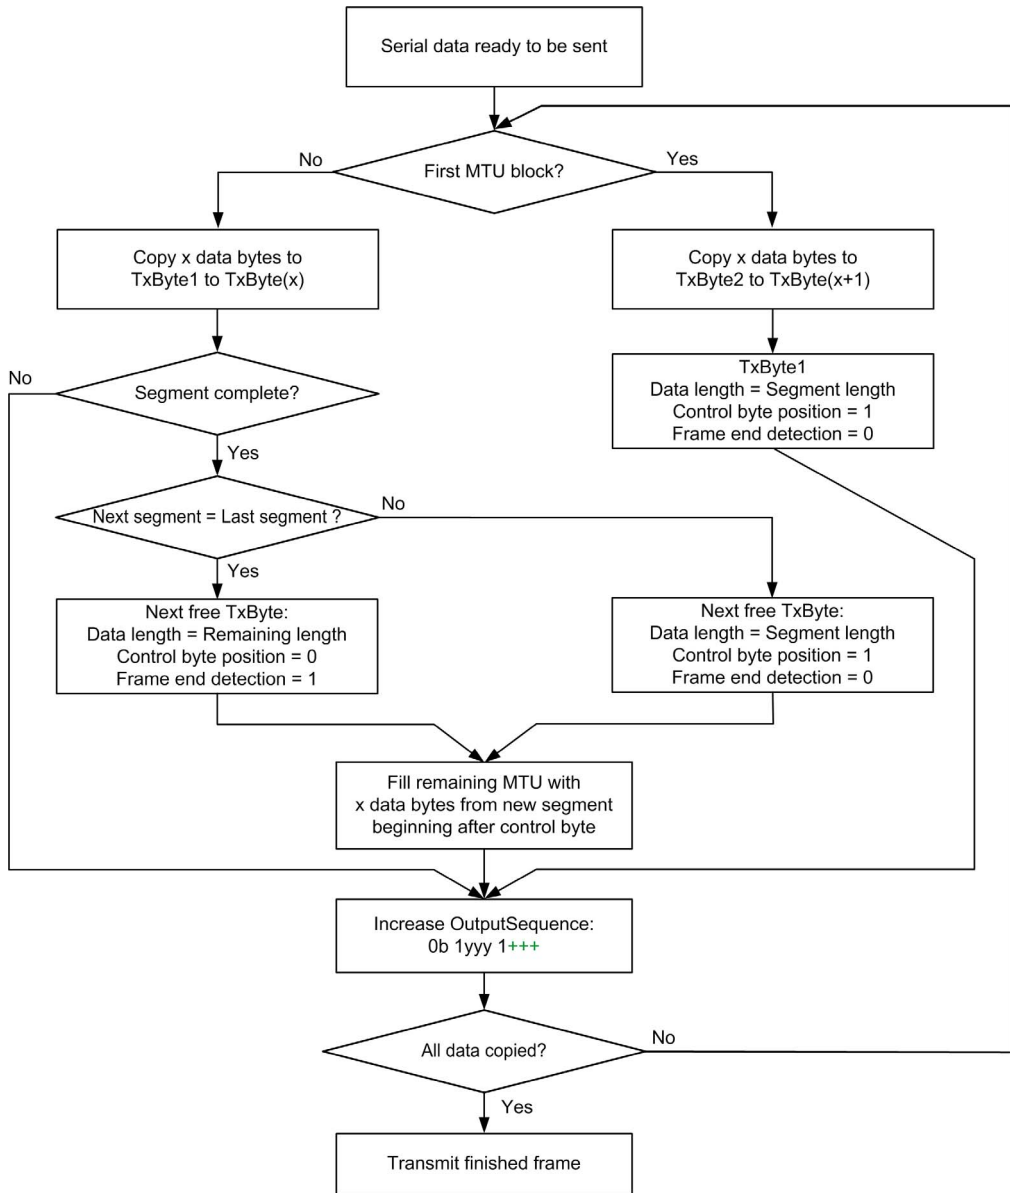 Serial data ready to be sent
First MTU block?
No
Yes
Copy x data bytes to
TxByte1 to TxByte(x)
Copy x data bytes to
TxByte2 to TxByte(x+1)
Segment complete?
No
Yes
TxByte1
Data length = Segment length
Control byte position = 1
Frame end detection = 0
Next segment = Last segment ?
No
Yes
Next free TxByte:
Data length = Remaining length
Control byte position = 0
Frame end detection = 1
Next free TxByte:
Data length = Segment length
Control byte position = 1
Frame end detection = 0
Fill remaining MTU with
x data bytes from new segment
beginning after control byte
Increase OutputSequence:
0b 1yyy 1+++
All data copied?
No
Yes
Transmit finished frame